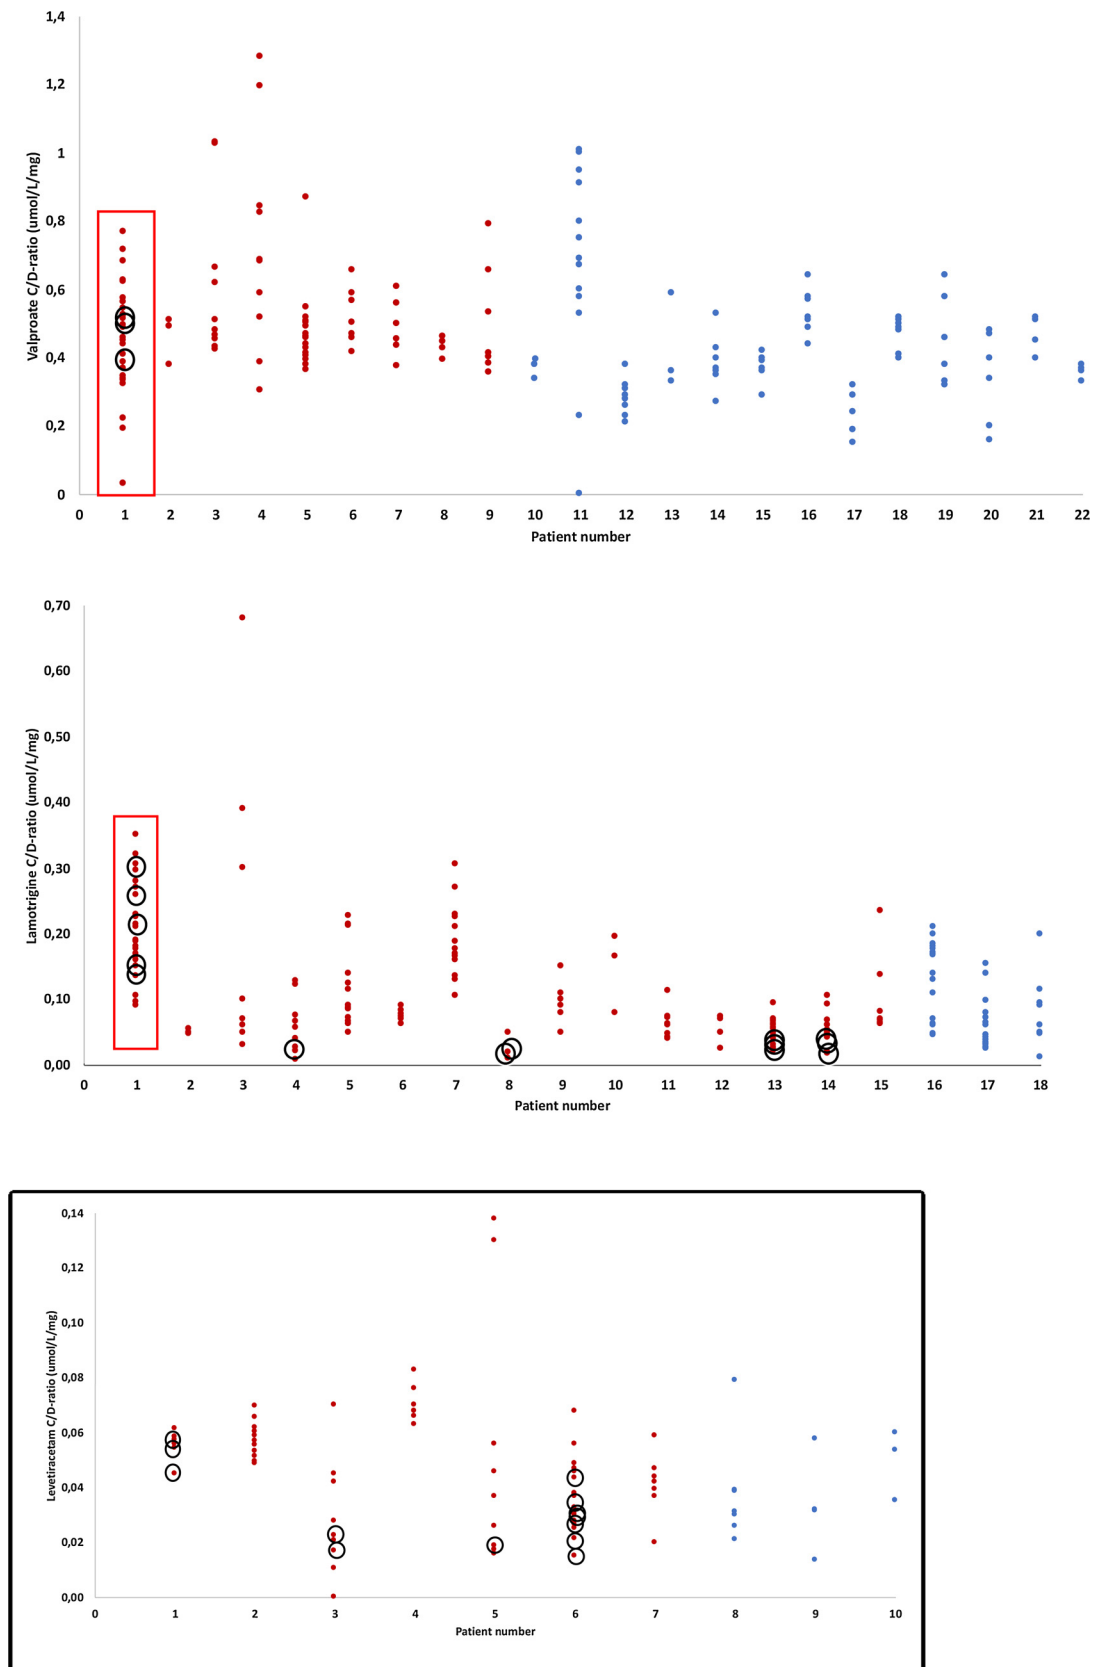 Valproate C/D-ratio (umol/L/mg)
1,4
1,2
1
0,8
0,6
0,4
0,2
0
0 1 2 3 4 5 6 7 8 9 10 11 12 13 14 15 16 17 18 19 20 21 22
Patient number
Lamotrigine C/D-ratio (umol/L/mg)
0,70
0,60
0,50
0,40
0,30
0,20
0,10
0,00
0 1 2 3 4 5 6 7 8 9 10 11 12 13 14 15 16 17 18
Patient number
Levetiracetam C/D-ratio (umol/L/mg)
0,14
0,12
0,10
0,08
0,06
0,04
0,02
0,00
0 1 2 3 4 5 6 7 8 9 10
Patient number